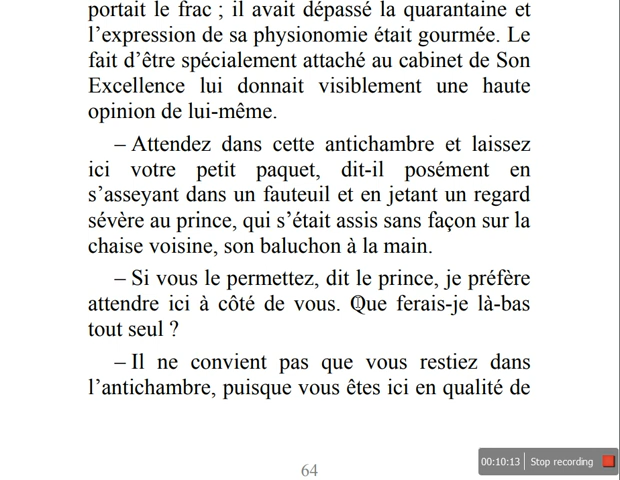 portait le frac ; il avait dépassé la quarantaine et
l’expression de sa physionomie était gourmée. Le
fait d’être spécialement attaché au cabinet de Son
Excellence lui donnait visiblement une haute
opinion de lui-même.
– Attendez dans cette antichambre et laissez
ici votre petit paquet, dit-il posément en
s’asseyant dans un fauteuil et en jetant un regard
sévère au prince, qui s’était assis sans façon sur la
chaise voisine, son baluchon à la main.
– Si vous le permettez, dit le prince, je préfère
attendre ici à côté de vous. Que ferais-je là-bas
tout seul ?
– Il ne convient pas que vous restiez dans
l’antichambre, puisque vous êtes ici en qualité de
64
00:10:13 Stop recording